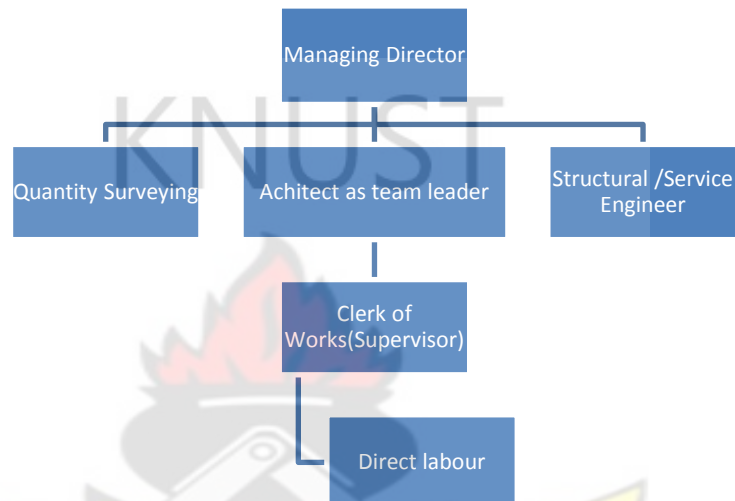 Managing Director
KNUST
Quantity Surveying
Achitect as team leader
Structural /Service
Engineer
Clerk of
Works(Supervisor)
Direct labour